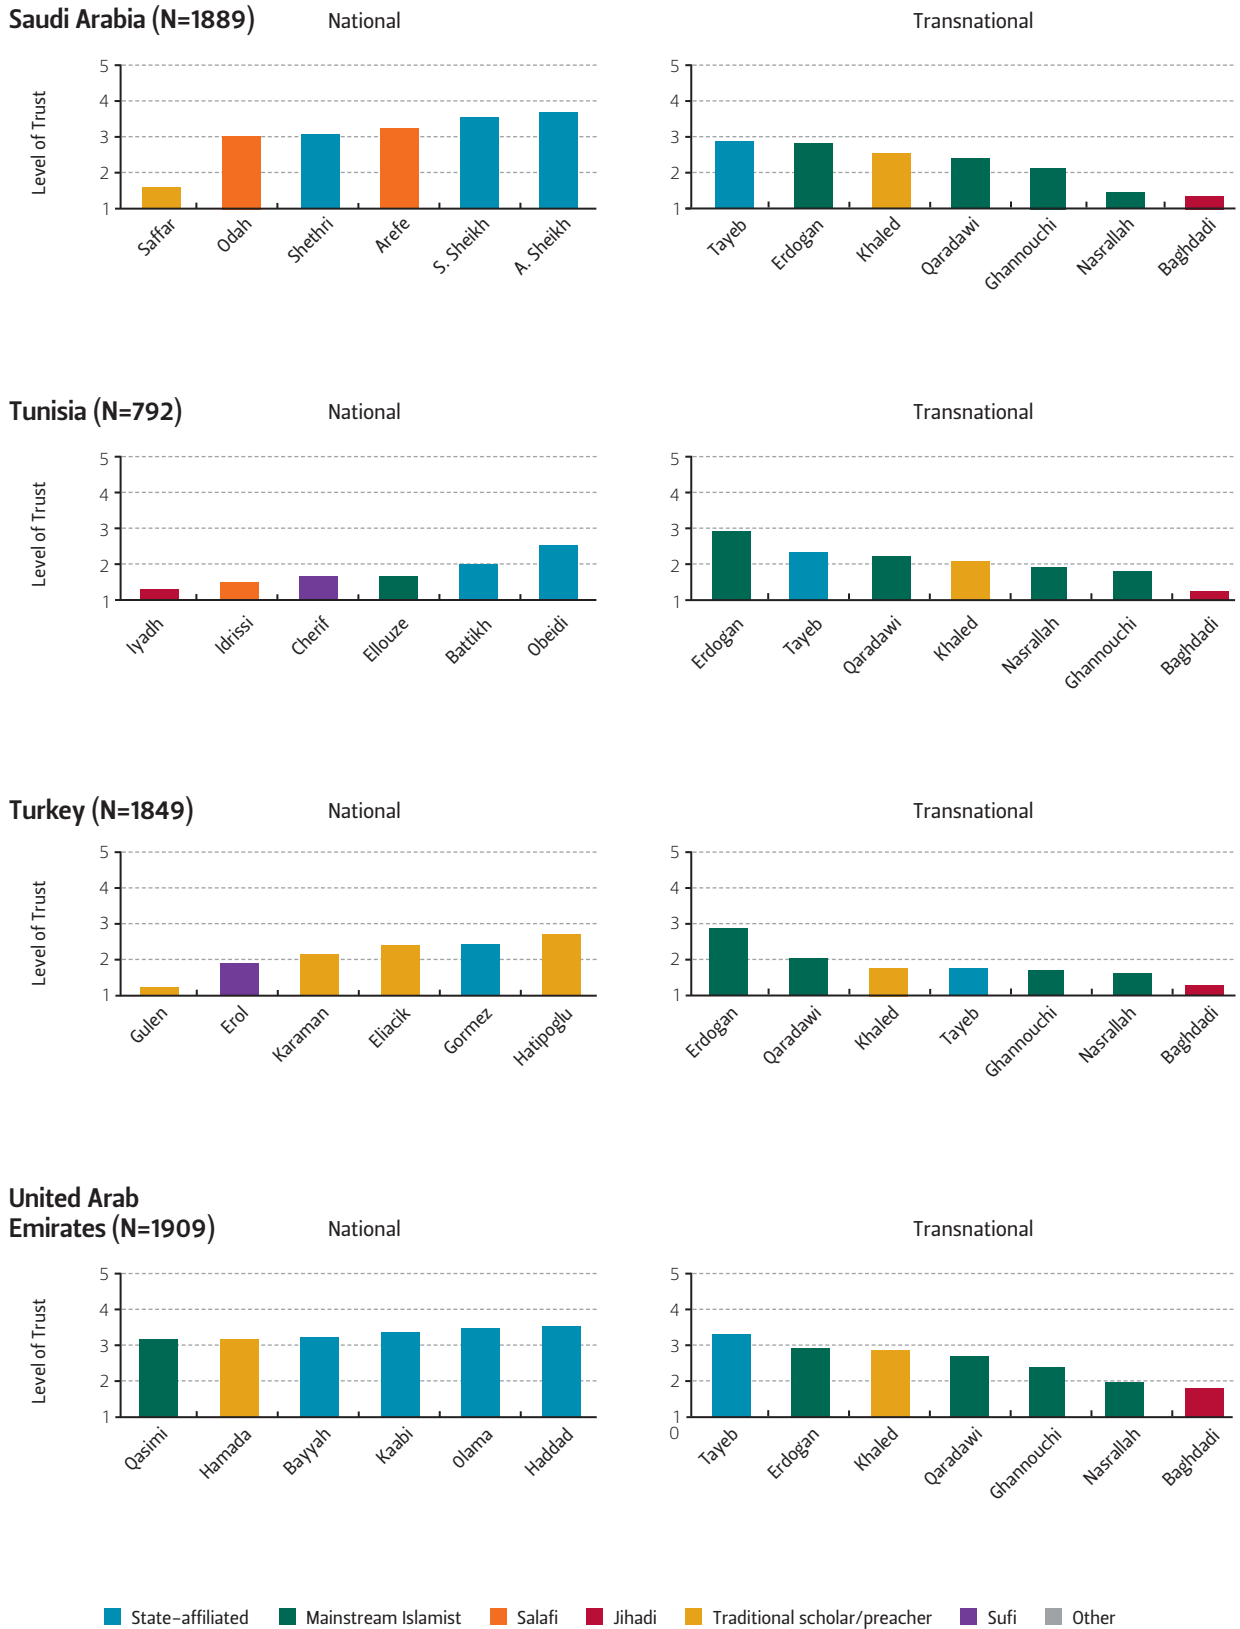 Saudi Arabia (N=1889)
National
Transnational
Level of Trust
5
4
3
2
1
Saffar
Odah
Shethri
Arefe
S. Sheikh
A. Sheikh
5
4
3
2
1
Tayeb
Erdogan
Khaled
Qaradawi
Ghannouchi
Nasrallah
Baghdadi
Tunisia (N=792)
National
Transnational
Level of Trust
5
4
3
2
1
Iyadh
Idrissi
Cherif
Ellouze
Battikh
Obeidi
5
4
3
2
1
Erdogan
Tayeb
Qaradawi
Khaled
Nasrallah
Ghannouchi
Baghdadi
Turkey (N=1849)
National
Transnational
Level of Trust
5
4
3
2
1
Gulen
Erol
Karaman
Eliacik
Gormez
Hatipoglu
5
4
3
2
1
Erdogan
Qaradawi
Khaled
Tayeb
Ghannouchi
Nasrallah
Baghdadi
United Arab
Emirates (N=1909)
National
Transnational
Level of Trust
5
4
3
2
1
Qasimi
Hamada
Bayyah
Kaabi
Olama
Haddad
5
4
3
2
1
0
Tayeb
Erdogan
Khaled
Qaradawi
Ghannouchi
Nasrallah
Baghdadi
State-affiliated
Mainstream Islamist
Salafi
Jihadi
Traditional scholar/preacher
Sufi
Other